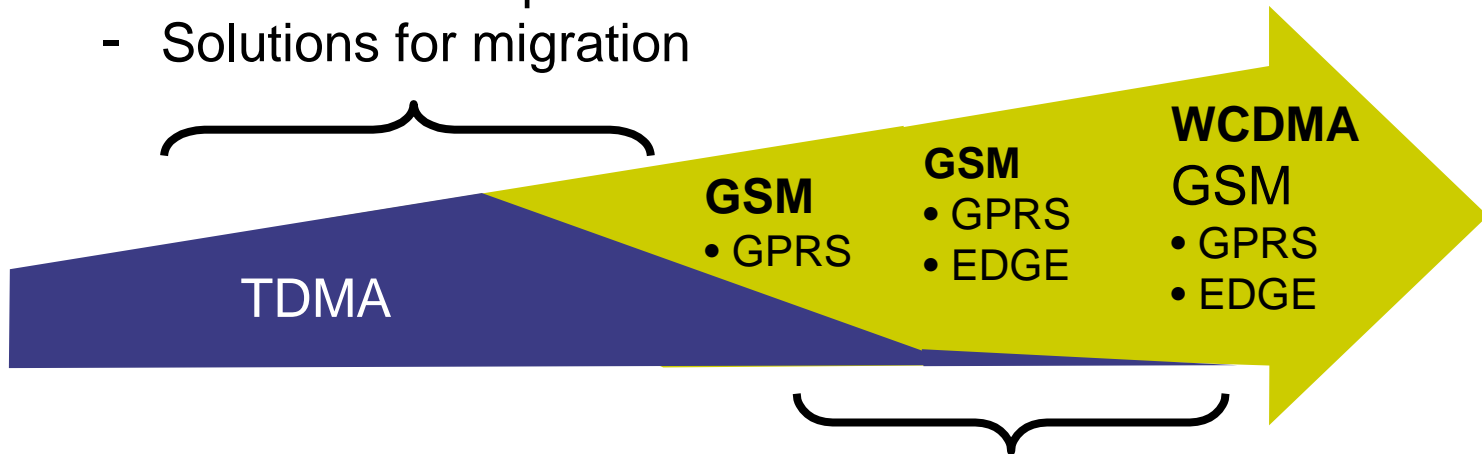 - Solutions for migration
TDMA
GSM
• GPRS
GSM
• GPRS
• EDGE
WCDMA
GSM
• GPRS
• EDGE